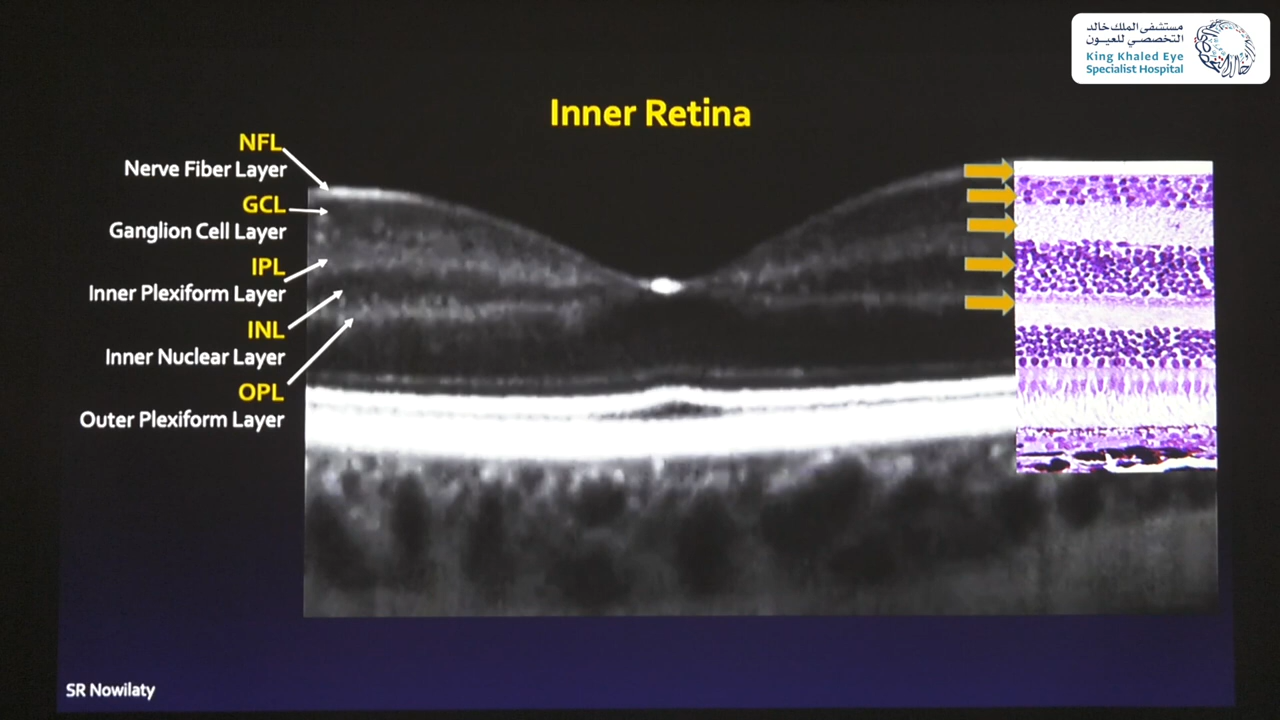 مستشفى الملك خالد
التخصصي للعيون
King Khaled Eye
Specialist Hospital
Inner Retina
NFL
Nerve Fiber Layer
GCL
Ganglion Cell Layer
IPL
Inner Plexiform Layer
INL
Inner Nuclear Layer
OPL
Outer Plexiform Layer
SR Nowilaty